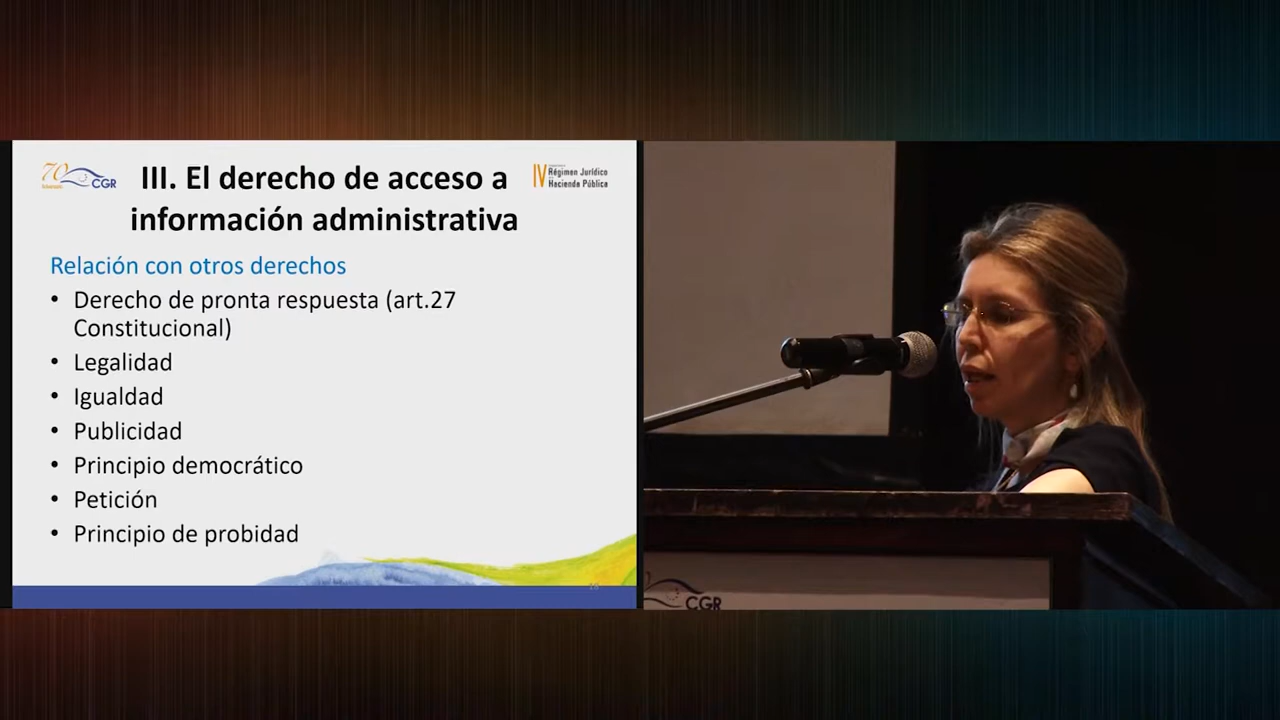 70
CGR
III. El derecho de acceso a
información administrativa
IV
Régimen Jurídico
Hacienda Pública
Relación con otros derechos
• Derecho de pronta respuesta (art.27
Constitucional)
• Legalidad
• Igualdad
• Publicidad
• Principio democrático
• Petición
• Principio de probidad
CGR